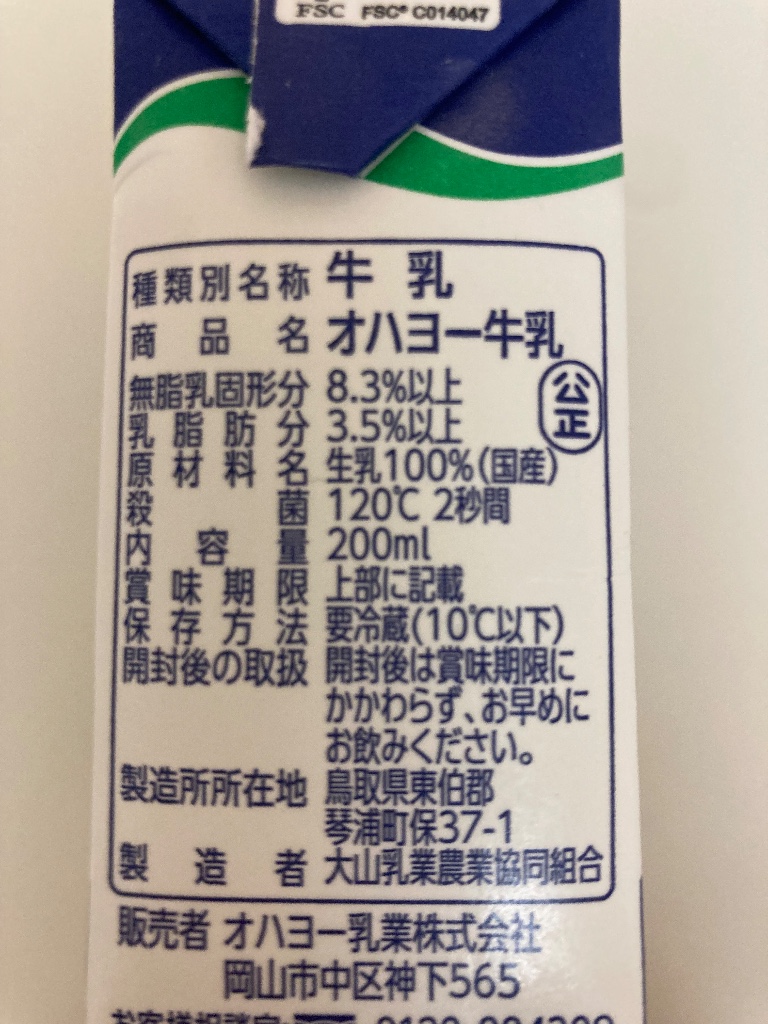 FSC FSC® C014047
種類別名称 牛乳
商品名 オハヨー牛乳
公正
無脂乳固形分 8.3%以上
乳脂肪分 3.5%以上
原材料名 生乳100%(国産)
殺菌 120℃ 2秒間
内容量 200ml
賞味期限 上部に記載
保存方法 要冷蔵(10℃以下)
開封後の取扱 開封後は賞味期限に
かかわらず、お早めに
お飲みください。
製造所所在地 鳥取県東伯郡
琴浦町保37-1
製造者 大山乳業農業協同組合
販売者 オハヨー乳業株式会社
岡山市中区神下565